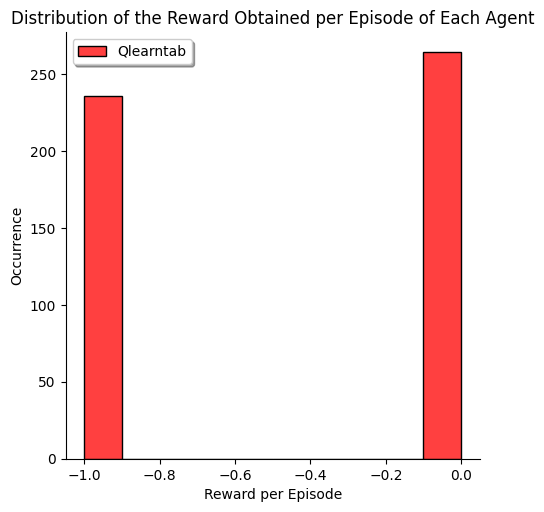 Distribution of the Reward Obtained per Episode of Each Agent
Qlearntab
250
200
150
100
50
0
Occurrence
−1.0 −0.8 −0.6 −0.4 −0.2 0.0
Reward per Episode